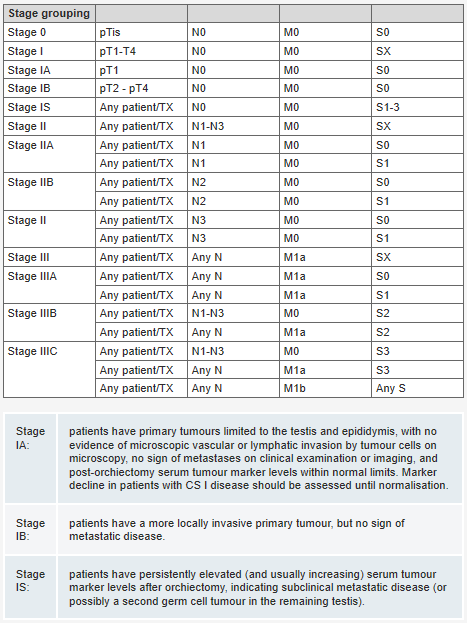 Stage grouping
Stage 0 pTis N0 M0 S0
Stage I pT1-T4 N0 M0 SX
Stage IA pT1 N0 M0 S0
Stage IB pT2 - pT4 N0 M0 S0
Stage IS Any patient/TX N0 M0 S1-3
Stage II Any patient/TX N1-N3 M0 SX
Stage IIA Any patient/TX N1 M0 S0
Any patient/TX N1 M0 S1
Stage IIB Any patient/TX N2 M0 S0
Any patient/TX N2 M0 S1
Stage II Any patient/TX N3 M0 S0
Any patient/TX N3 M0 S1
Stage III Any patient/TX Any N M1a SX
Stage IIIA Any patient/TX Any N M1a S0
Any patient/TX Any N M1a S1
Stage IIIB Any patient/TX N1-N3 M0 S2
Any patient/TX Any N M1a S2
Stage IIIC Any patient/TX N1-N3 M0 S3
Any patient/TX Any N M1a S3
Any patient/TX Any N M1b Any S
Stage IA: patients have primary tumours limited to the testis and epididymis, with no
evidence of microscopic vascular or lymphatic invasion by tumour cells on
microscopy, no sign of metastases on clinical examination or imaging, and
post-orchiectomy serum tumour marker levels within normal limits. Marker
decline in patients with CS I disease should be assessed until normalisation.
Stage IB: patients have a more locally invasive primary tumour, but no sign of
metastatic disease.
Stage IS: patients have persistently elevated (and usually increasing) serum tumour
marker levels after orchiectomy, indicating subclinical metastatic disease (or
possibly a second germ cell tumour in the remaining testis).